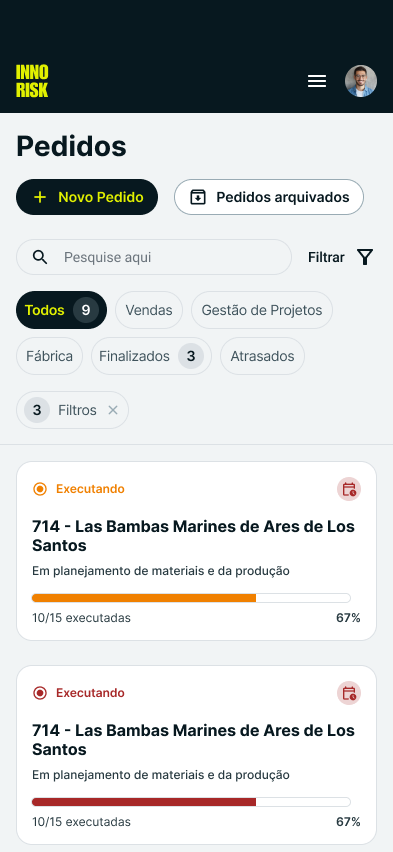 INNO
RISK
Pedidos
Novo Pedido
Pedidos arquivados
Pesquise aqui
Filtrar
Todos 9
Vendas
Gestão de Projetos
Fábrica
Finalizados 3
Atrasados
3 Filtros
Executando
714 - Las Bambas Marines de Ares de Los
Santos
Em planejamento de materiais e da produção
10/15 executadas
67%
Executando
714 - Las Bambas Marines de Ares de Los
Santos
Em planejamento de materiais e da produção
10/15 executadas
67%